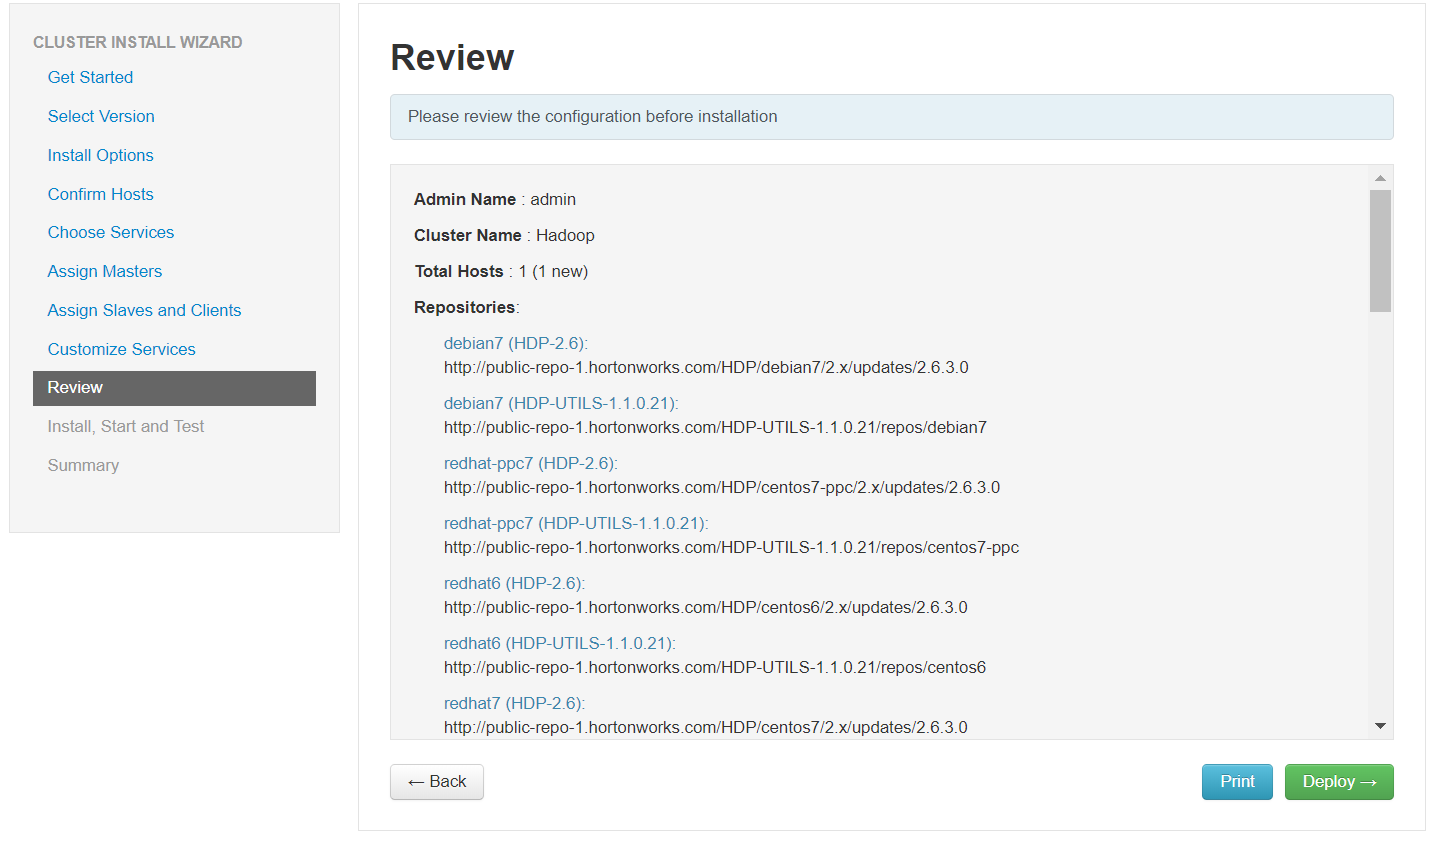 CLUSTER INSTALL WIZARD
Get Started
Select Version
Install Options
Confirm Hosts
Choose Services
Assign Masters
Assign Slaves and Clients
Customize Services
Review
Install, Start and Test
Summary
Review
Please review the configuration before installation
Admin Name : admin
Cluster Name : Hadoop
Total Hosts : 1 (1 new)
Repositories:
debian7 (HDP-2.6):
http://public-repo-1.hortonworks.com/HDP/debian7/2.x/updates/2.6.3.0
debian7 (HDP-UTILS-1.1.0.21):
http://public-repo-1.hortonworks.com/HDP-UTILS-1.1.0.21/repos/debian7
redhat-ppc7 (HDP-2.6):
http://public-repo-1.hortonworks.com/HDP/centos7-ppc/2.x/updates/2.6.3.0
redhat-ppc7 (HDP-UTILS-1.1.0.21):
http://public-repo-1.hortonworks.com/HDP-UTILS-1.1.0.21/repos/centos7-ppc
redhat6 (HDP-2.6):
http://public-repo-1.hortonworks.com/HDP/centos6/2.x/updates/2.6.3.0
redhat6 (HDP-UTILS-1.1.0.21):
http://public-repo-1.hortonworks.com/HDP-UTILS-1.1.0.21/repos/centos6
redhat7 (HDP-2.6):
http://public-repo-1.hortonworks.com/HDP/centos7/2.x/updates/2.6.3.0
← Back
Print
Deploy →